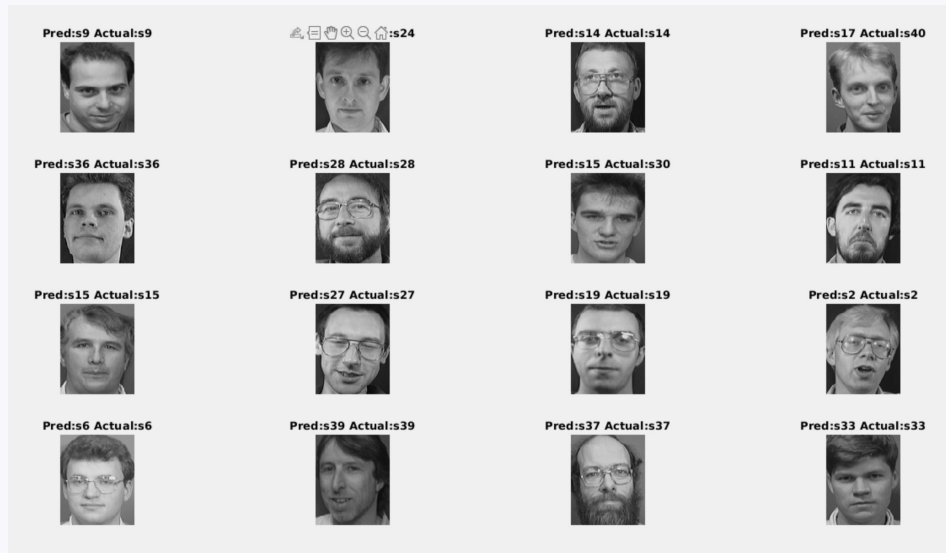 Pred:s9 Actual:s9
:s24
Pred:s14 Actual:s14
Pred:s17 Actual:s40
Pred:s36 Actual:s36
Pred:s28 Actual:s28
Pred:s15 Actual:s30
Pred:s11 Actual:s11
Pred:s15 Actual:s15
Pred:s27 Actual:s27
Pred:s19 Actual:s19
Pred:s2 Actual:s2
Pred:s6 Actual:s6
Pred:s39 Actual:s39
Pred:s37 Actual:s37
Pred:s33 Actual:s33